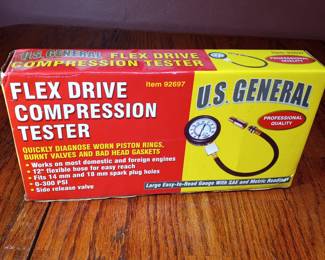 U.S. GENERAL FLEX DRIVE
COMPRESSION TESTER
Item 92697
FLEX DRIVE
COMPRESSION
TESTER
QUICKLY DIAGNOSE WORN PISTON RINGS,
BURNT VALVES AND BAD HEAD GASKETS
• Works on most domestic and foreign engines
• 12" flexible hose for easy reach
• Fits 14 mm and 18 mm spark plug holes
• 0-300 PSI
• Side release valve
U.S. GENERAL
PROFESSIONAL
QUALITY
Large Easy-to-Read Gauge With SAE and Metric Readings